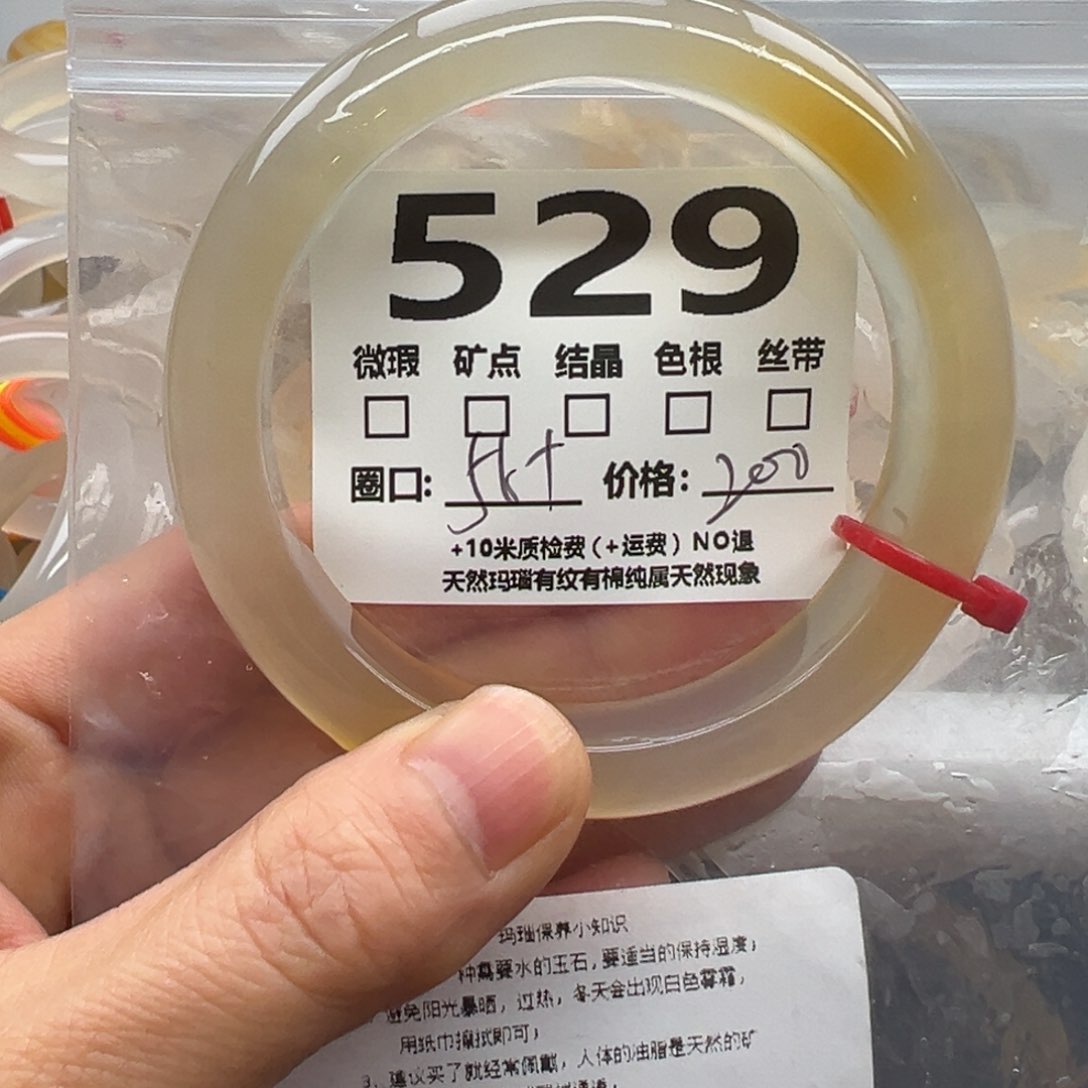 529
微瑕 矿点 结晶 色根 丝带
圈口: 价格:
+10米质检费(+运费) NO退
天然玛瑙有纹有棉纯属天然现象
玛瑙保养小知识
种需要水的玉石,要适当的保持湿度;
避免阳光暴晒,过热,冬天会出现白色雾霜,
用纸巾擦拭即可;
3、建议买了就经常佩戴,人体的油脂是天然的矿